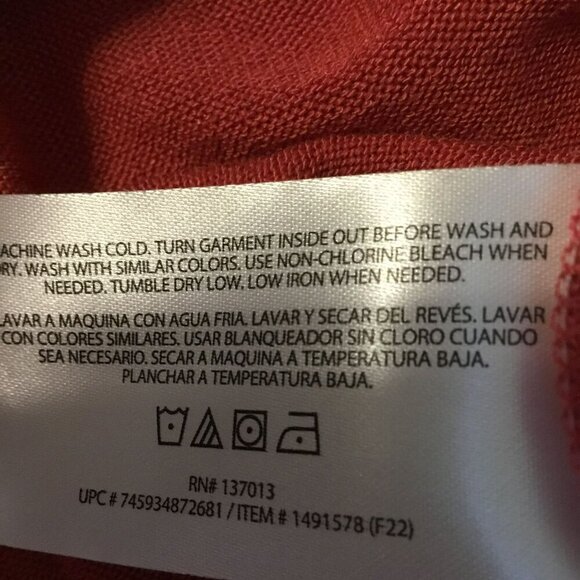 ACHINE WASH COLD. TURN GARMENT INSIDE OUT BEFORE WASH AND
RY. WASH WITH SIMILAR COLORS. USE NON-CHLORINE BLEACH WHEN
NEEDED. TUMBLE DRY LOW. LOW IRON WHEN NEEDED.
LAVAR A MAQUINA CON AGUA FRIA. LAVAR Y SECAR DEL REVÉS. LAVAR
CON COLORES SIMILARES. USAR BLANQUEADOR SIN CLORO CUANDO
SEA NECESARIO. SECAR A MAQUINA A TEMPERATURA BAJA.
PLANCHAR A TEMPERATURA BAJA.
RN# 137013
UPC # 745934872681 / ITEM # 1491578 (F22)